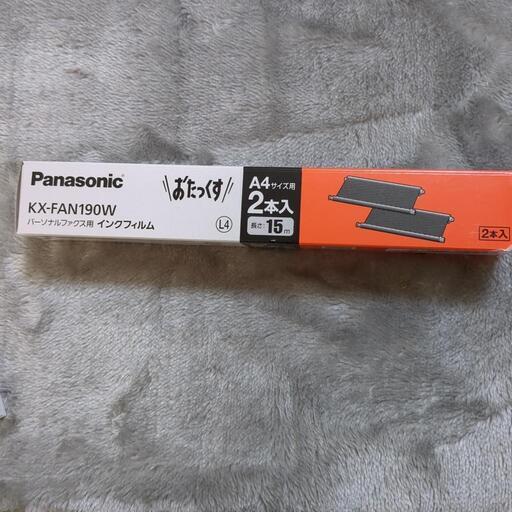 Panasonic
おたっくす
KX-FAN190W
パーソナルファクス用 インクフィルム
L4
A4サイズ用
2本入
長さ:15m
2本入